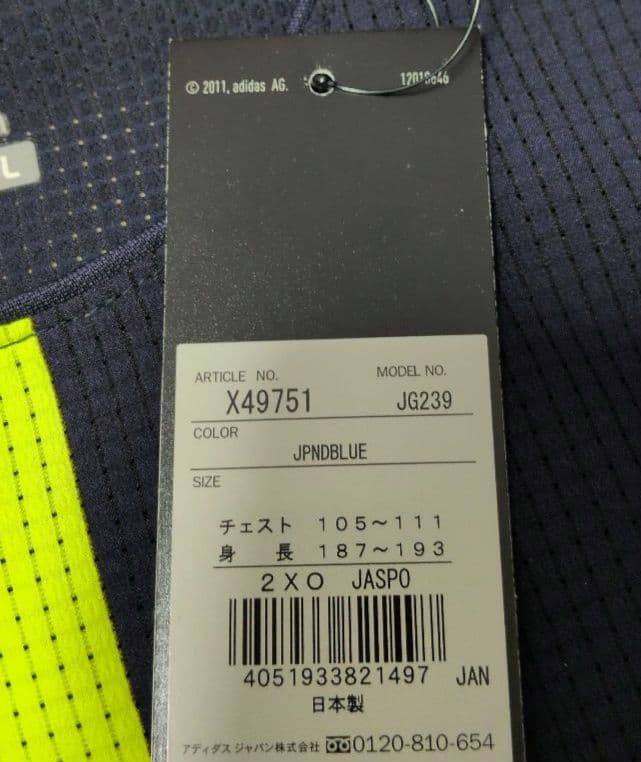 © 2011, adidas AG.
L
ARTICLE NO. MODEL NO.
X49751 JG239
COLOR
JPNDBLUE
SIZE
チェスト 105～111
身 長 187～193
2XO JASPO
4051933821497 JAN
日本製
アディダス ジャパン株式会社 0120-810-654